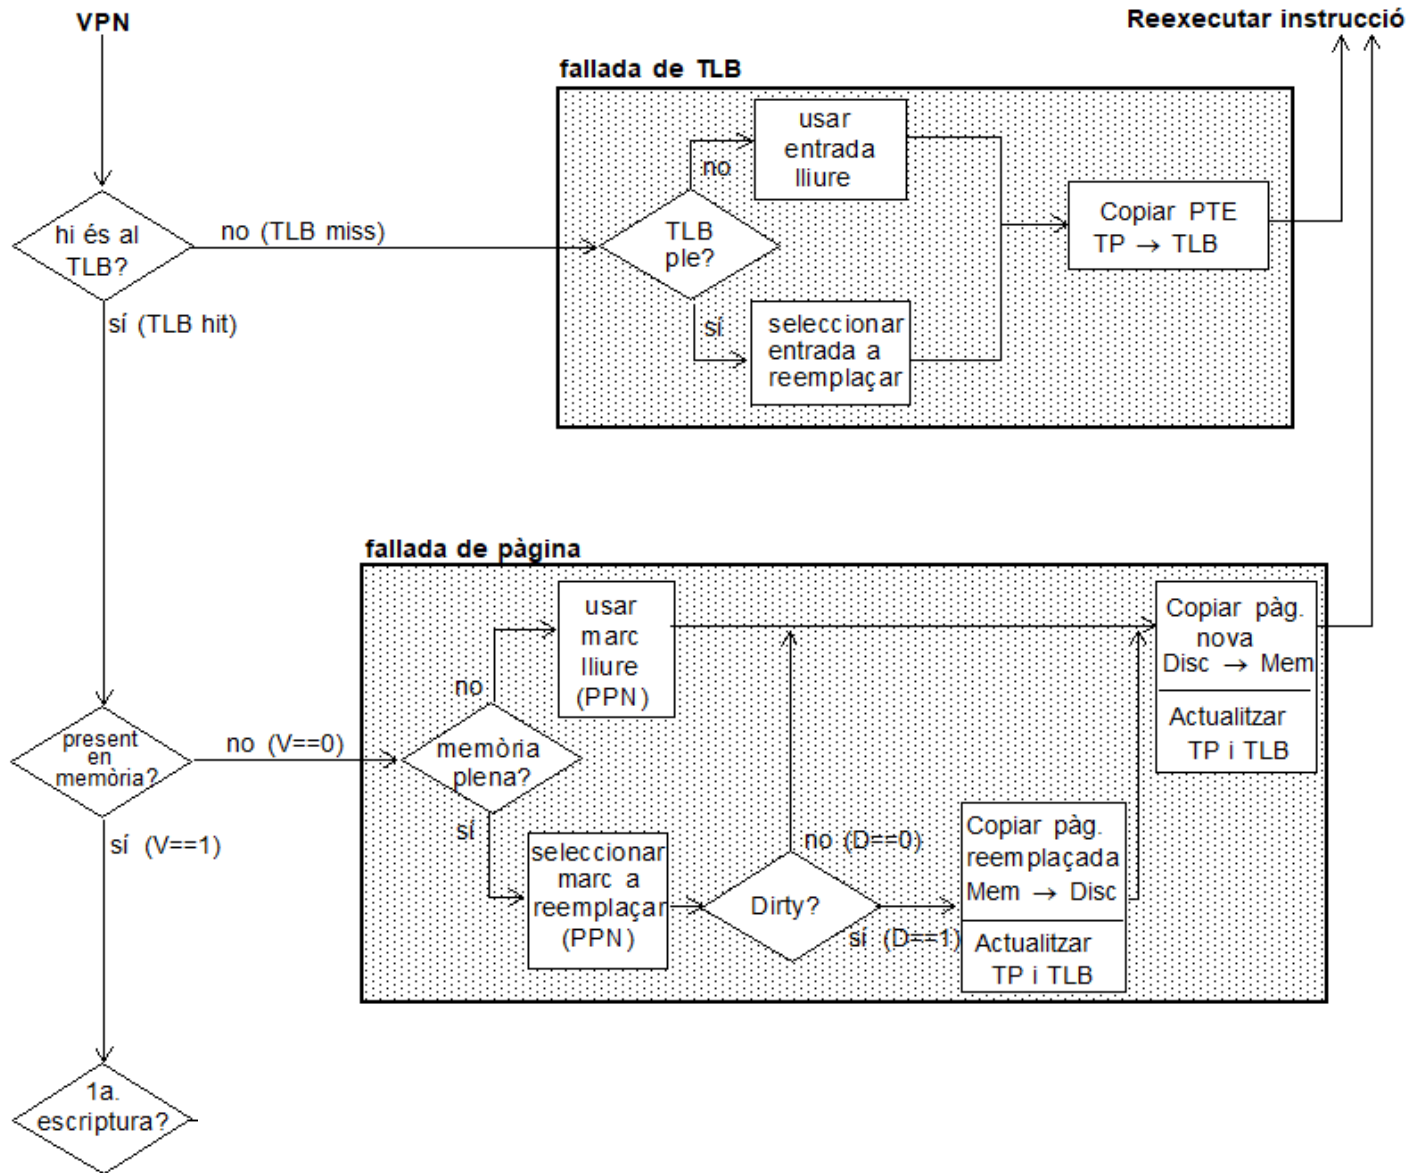 VPN
Reexecutar instrucció
fallada de TLB
usar
entrada
lliure
no
hi és al
TLB?
no (TLB miss)
TLB
ple?
Copiar PTE
TP → TLB
sí (TLB hit)
sí
seleccionar
entrada a
reemplaçar
fallada de pàgina
usar
marc
lliure
(PPN)
no
Copiar pàg.
nova
Disc → Mem
Actualitzar
TP i TLB
present
en
memòria?
no (V==0)
memòria
plena?
sí
sí (V==1)
seleccionar
marc a
reemplaçar
(PPN)
no (D==0)
Dirty?
sí (D==1)
Copiar pàg.
reemplaçada
Mem → Disc
Actualitzar
TP i TLB
1a.
escriptura?